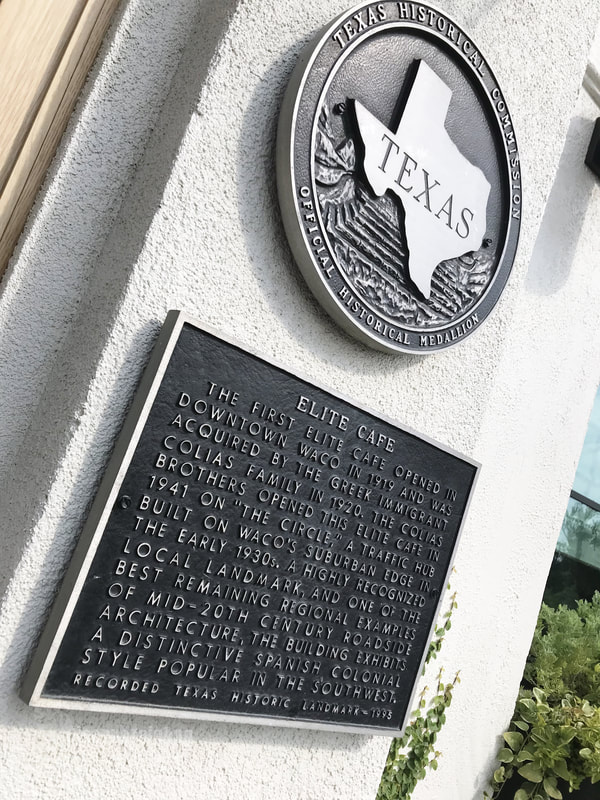 TEXAS HISTORICAL COMMISSION
TEXAS
OFFICIAL HISTORICAL MEDALLION
ELITE CAFE
THE FIRST ELITE CAFE OPENED IN
DOWNTOWN WACO IN 1919 AND WAS
ACQUIRED BY THE GREEK IMMIGRANT
COLIAS FAMILY IN 1920. THE COLIAS
BROTHERS OPENED THIS ELITE CAFE IN
1941 ON "THE CIRCLE," A TRAFFIC HUB
BUILT ON WACO'S SUBURBAN EDGE IN
THE EARLY 1930s. A HIGHLY RECOGNIZED
LOCAL LANDMARK, AND ONE OF THE
BEST REMAINING REGIONAL EXAMPLES
OF MID-20TH CENTURY ROADSIDE
ARCHITECTURE, THE BUILDING EXHIBITS
A DISTINCTIVE SPANISH COLONIAL
STYLE POPULAR IN THE SOUTHWEST.
RECORDED TEXAS HISTORIC LANDMARK - 1993